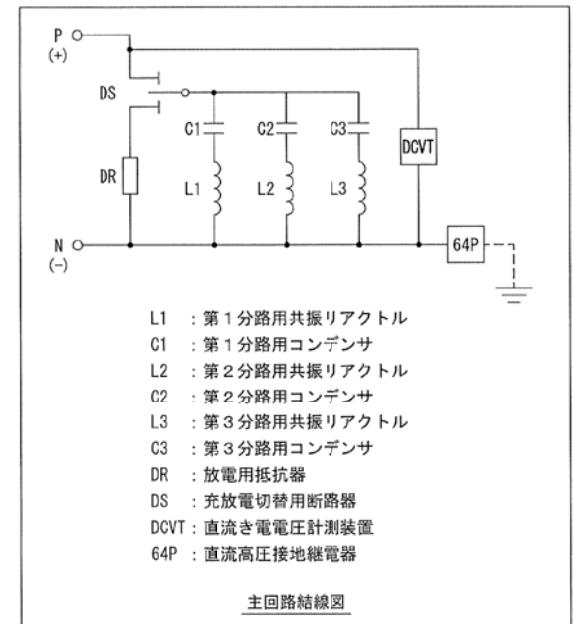 P
(+)
DS
C1
C2
C3
DCVT
DR
L1
L2
L3
N
(-)
64P
L1 : 第1分路用共振リアクトル
C1 : 第1分路用コンデンサ
L2 : 第2分路用共振リアクトル
C2 : 第2分路用コンデンサ
L3 : 第3分路用共振リアクトル
C3 : 第3分路用コンデンサ
DR : 放電用抵抗器
DS : 充放電切替用断路器
DCVT : 直流き電電圧計測装置
64P : 直流高圧接地継電器
主回路結線図